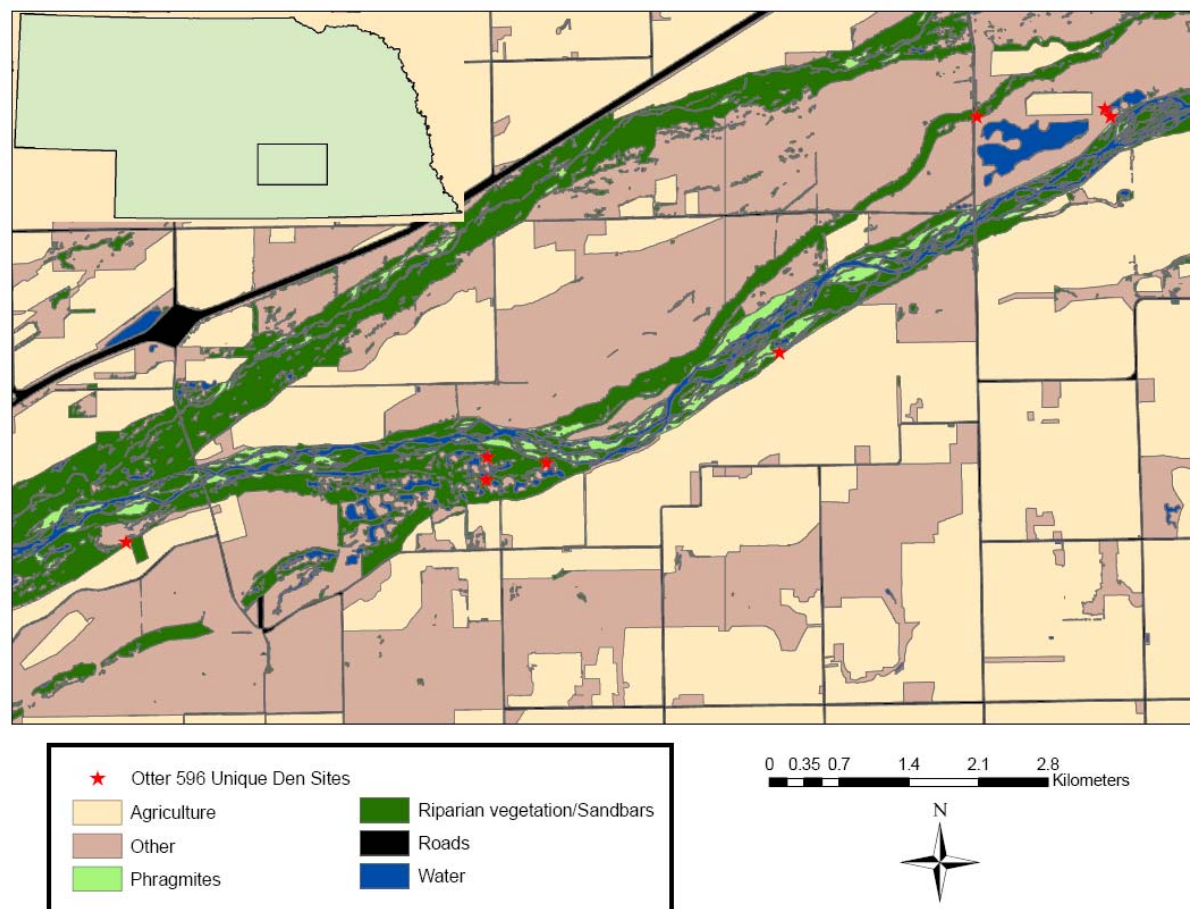 Otter 596 Unique Den Sites
Agriculture
Other
Phragmites
Riparian vegetation/Sandbars
Roads
Water
0 0.35 0.7 1.4 2.1 2.8
Kilometers
N